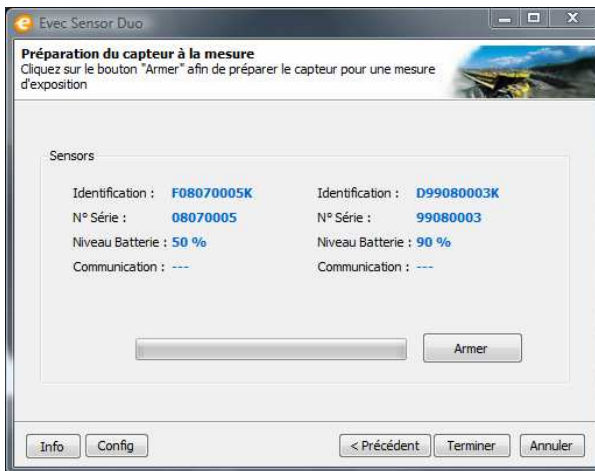 Evec Sensor Duo
Préparation du capteur à la mesure
Cliquez sur le bouton "Armer" afin de préparer le capteur pour une mesure
d'exposition
Sensors
Identification : F08070005K Identification : D99080003K
N° Série : 08070005 N° Série : 99080003
Niveau Batterie : 50 % Niveau Batterie : 90 %
Communication : --- Communication : ---
Armer
Info Config < Précédent Terminer Annuler